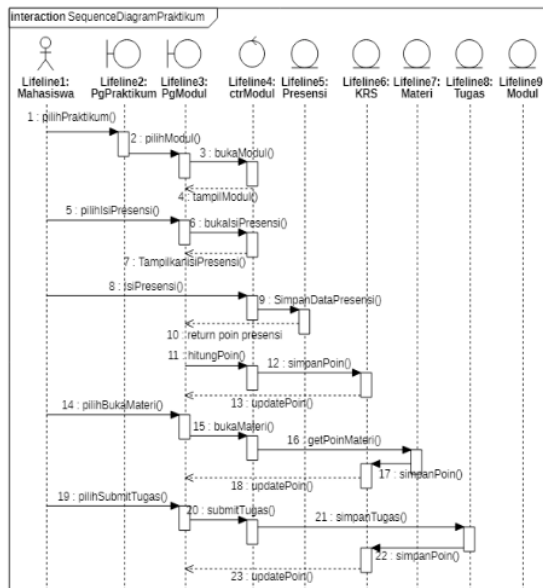 interaction SequenceDiagramPraktikum
Lifeline1: Mahasiswa
Lifeline2: PgPraktikum
Lifeline3: PgModul
Lifeline4: ctrModul
Lifeline5: Presensi
Lifeline6: KRS
Lifeline7: Materi
Lifeline8: Tugas
Lifeline9 Modul
1 : pilihPraktikum()
2 : pilihModul()
3 : bukaModul()
4 : tampilModul()
5 : pilihIsiPresensi()
6 : bukaIsiPresensi()
7 : TampilkanisiPresensi()
8 : IsiPresensi()
9 : SimpanDataPresensi()
10 : return poin presensi
11 : hitungPoin()
12 : simpanPoin()
13 : updatePoin()
14 : pilihBukaMateri()
15 : bukaMateri()
16 : getPoinMateri()
17 : simpanPoin()
18 : updatePoin()
19 : pilihSubmitTugas()
20 : submitTugas()
21 : simpanTugas()
22 : simpanPoin()
23 : updatePoin()